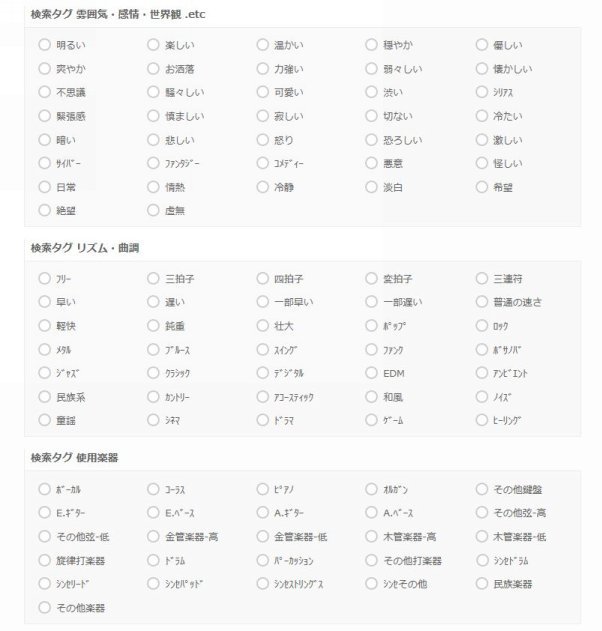 検索タグ 雰囲気・感情・世界観 .etc
明るい 楽しい 温かい 穏やか 優しい
爽やか お洒落 力強い 弱々しい 懐かしい
不思議 騒々しい 可愛い 渋い ｼﾘｱｽ
緊張感 慎ましい 寂しい 切ない 冷たい
暗い 悲しい 怒り 恐ろしい 激しい
ｻｲﾊﾞｰ ﾌｧﾝﾀｼﾞｰ ｺﾒﾃﾞｨｰ 悪意 怪しい
日常 情熱 冷静 淡白 希望
絶望 虚無
検索タグ リズム・曲調
ﾌﾘｰ 三拍子 四拍子 変拍子 三連符
早い 遅い 一部早い 一部遅い 普通の速さ
軽快 鈍重 壮大 ﾎﾟｯﾌﾟ ﾛｯｸ
ﾒﾀﾙ ﾌﾞﾙｰｽ ｽｲﾝｸﾞ ﾌｧﾝｸ ﾎﾞｻﾉﾊﾞ
ｼﾞｬｽﾞ ｸﾗｼｯｸ ﾃﾞｼﾞﾀﾙ EDM ｱﾝﾋﾞｴﾝﾄ
民族系 ｶﾝﾄﾘｰ ｱｺｰｽﾃｨｯｸ 和風 ﾉｲｽﾞ
童謡 ｼﾈﾏ ﾄﾞﾗﾏ ｹﾞｰﾑ ﾋｰﾘﾝｸﾞ
検索タグ 使用楽器
ﾎﾞｰｶﾙ ｺｰﾗｽ ﾋﾟｱﾉ ｵﾙｶﾞﾝ その他鍵盤
E.ｷﾞﾀｰ E.ﾍﾞｰｽ A.ｷﾞﾀｰ A.ﾍﾞｰｽ その他弦-高
その他弦-低 金管楽器-高 金管楽器-低 木管楽器-高 木管楽器-低
旋律打楽器 ﾄﾞﾗﾑ ﾊﾟｰｶｯｼｮﾝ その他打楽器 ｼﾝｾﾄﾞﾗﾑ
ｼﾝｾﾘｰﾄﾞ ｼﾝｾﾊﾟｯﾄﾞ ｼﾝｾｽﾄﾘﾝｸﾞｽ ｼﾝｾその他 民族楽器
その他楽器